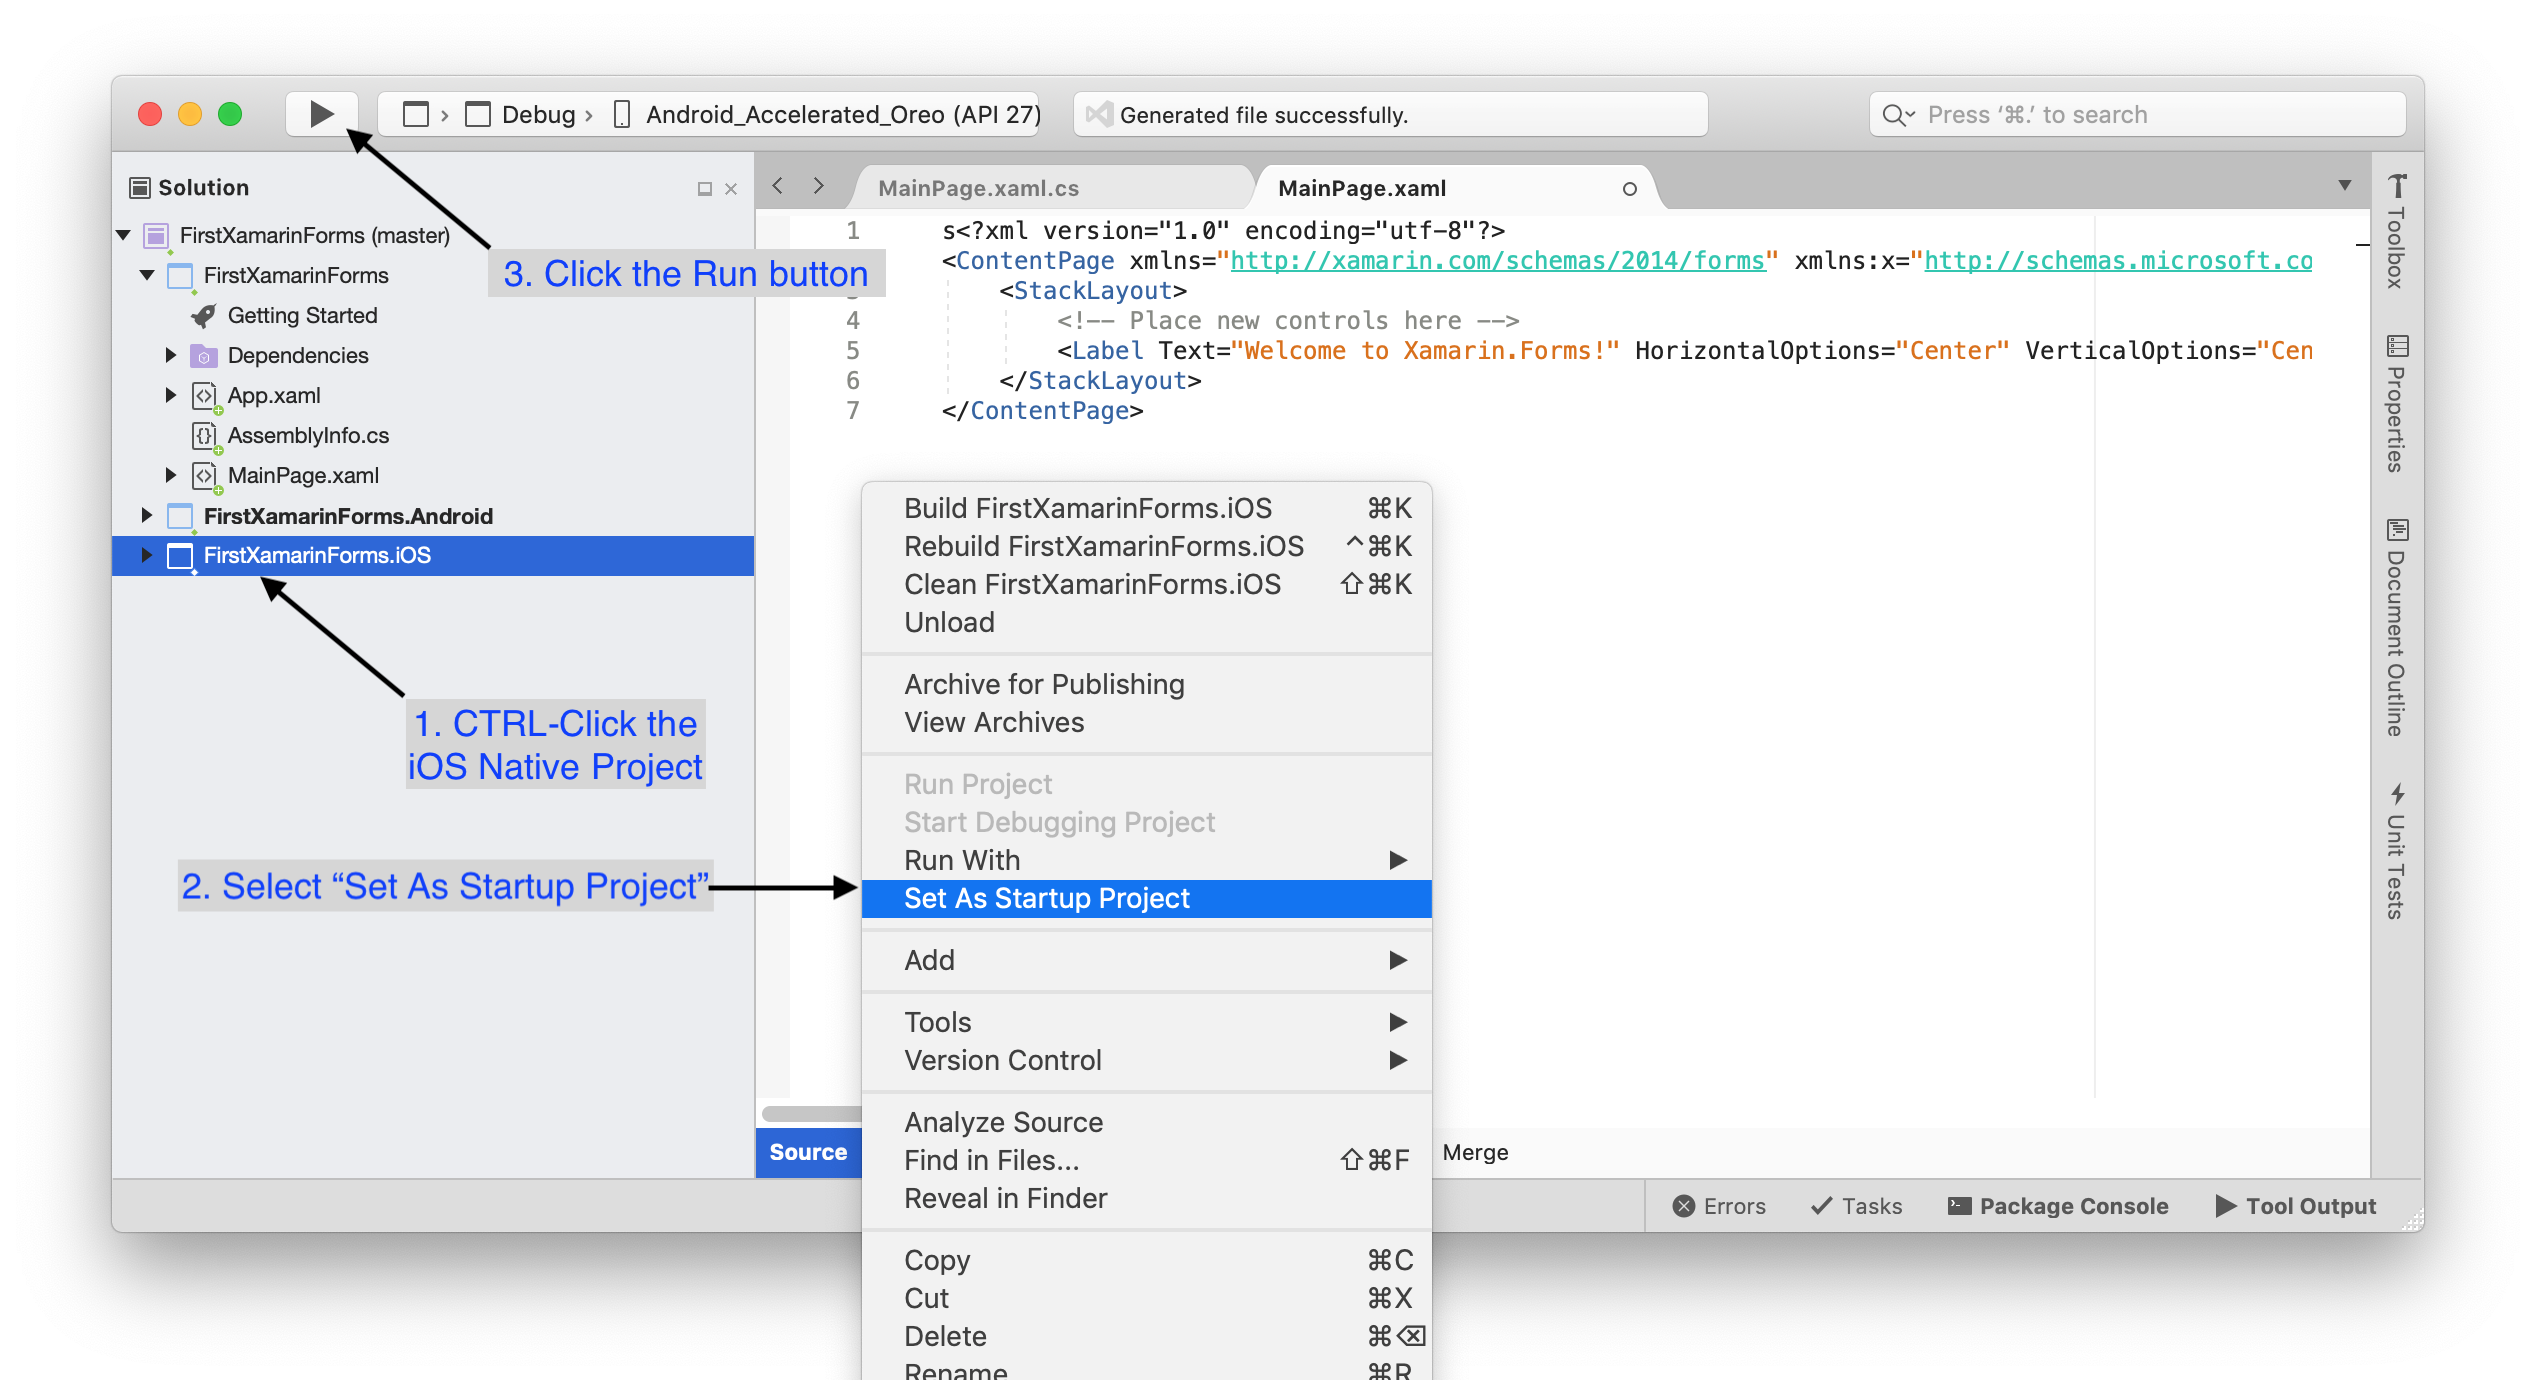 Debug
Android_Accelerated_Oreo (API 27)
Generated file successfully.
Press ‘⌘.’ to search
Solution
FirstXamarinForms (master)
FirstXamarinForms
Getting Started
Dependencies
App.xaml
AssemblyInfo.cs
MainPage.xaml
FirstXamarinForms.Android
FirstXamarinForms.iOS
3. Click the Run button
1. CTRL-Click the
iOS Native Project
2. Select “Set As Startup Project”
MainPage.xaml.cs
MainPage.xaml
1 s<?xml version="1.0" encoding="utf-8"?>
<ContentPage xmlns="http://xamarin.com/schemas/2014/forms" xmlns:x="http://schemas.microsoft.co
<StackLayout>
4 <!-- Place new controls here -->
5 <Label Text="Welcome to Xamarin.Forms!" HorizontalOptions="Center" VerticalOptions="Cen
6 </StackLayout>
7 </ContentPage>
Build FirstXamarinForms.iOS ⌘K
Rebuild FirstXamarinForms.iOS ^⌘K
Clean FirstXamarinForms.iOS ⇧⌘K
Unload
Archive for Publishing
View Archives
Run Project
Start Debugging Project
Run With
Set As Startup Project
Add
Tools
Version Control
Analyze Source
Find in Files... ⇧⌘F
Reveal in Finder
Copy ⌘C
Cut ⌘X
Delete ⌘⌫
Rename ⌘R
Source
Merge
Toolbox
Properties
Document Outline
Unit Tests
Errors
Tasks
Package Console
Tool Output